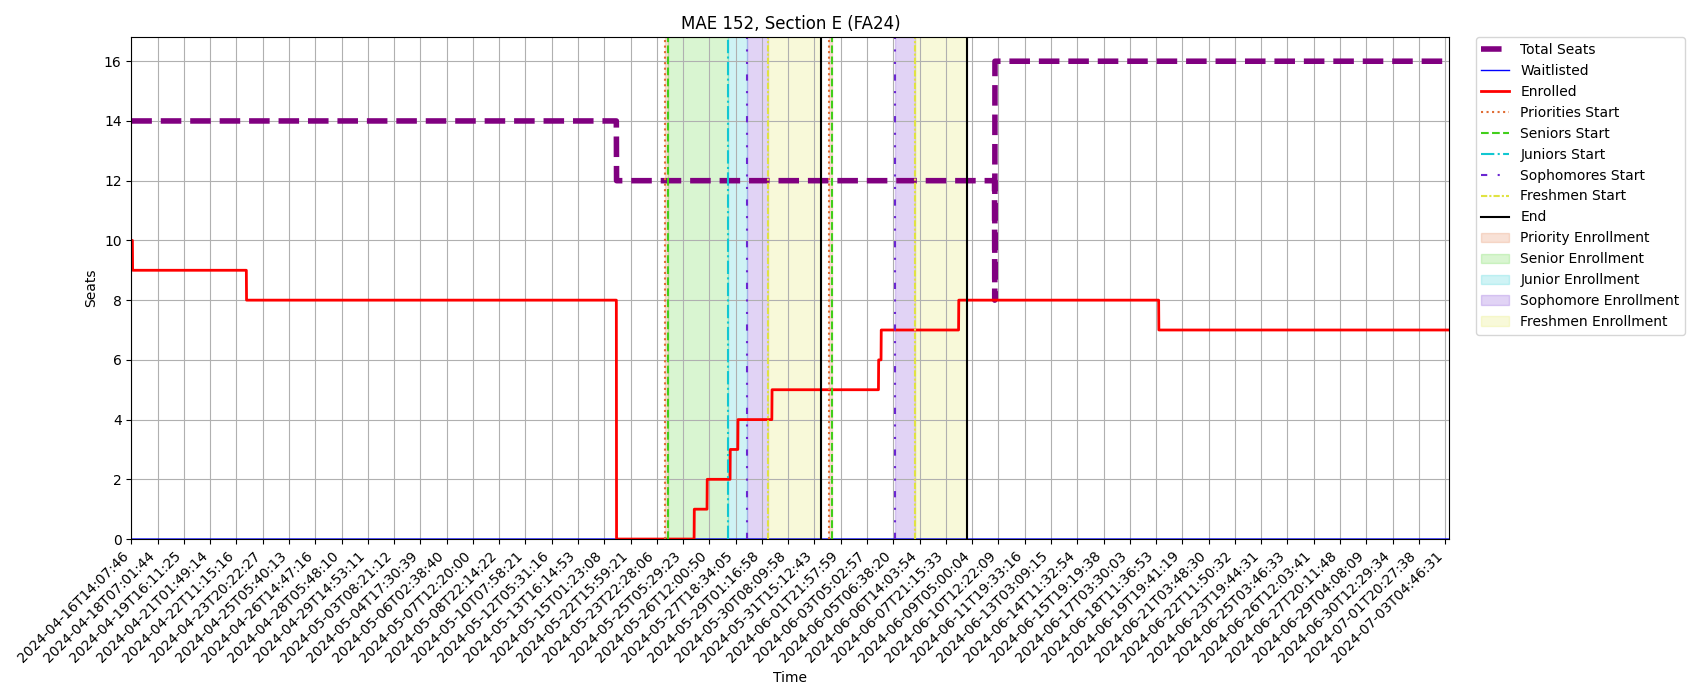 MAE 152, Section E (FA24)
Seats
16
14
12
10
8
6
4
2
0
2024-04-16T14:07:46
2024-04-18T07:01:44
2024-04-19T16:11:25
2024-04-21T01:49:14
2024-04-22T11:15:16
2024-04-23T20:22:27
2024-04-25T05:40:13
2024-04-26T14:47:16
2024-04-28T05:48:10
2024-04-29T14:53:11
2024-05-03T08:21:12
2024-05-04T17:30:39
2024-05-06T02:38:40
2024-05-07T12:20:00
2024-05-08T22:14:22
2024-05-10T07:58:21
2024-05-12T05:31:16
2024-05-13T16:14:53
2024-05-15T01:23:08
2024-05-22T15:59:21
2024-05-23T22:28:06
2024-05-25T05:29:23
2024-05-26T12:00:50
2024-05-27T18:34:05
2024-05-29T01:16:58
2024-05-30T08:09:58
2024-05-31T15:12:43
2024-06-01T21:57:59
2024-06-03T05:02:57
2024-06-05T06:38:20
2024-06-06T14:03:54
2024-06-07T21:15:33
2024-06-09T05:00:04
2024-06-10T12:22:09
2024-06-11T19:33:16
2024-06-13T03:09:15
2024-06-14T11:32:54
2024-06-15T19:19:38
2024-06-17T03:30:03
2024-06-18T11:36:53
2024-06-19T19:41:19
2024-06-21T03:48:30
2024-06-22T11:50:32
2024-06-23T19:44:31
2024-06-25T03:46:33
2024-06-26T12:03:41
2024-06-27T20:11:48
2024-06-29T04:08:09
2024-06-30T12:29:34
2024-07-01T20:27:38
2024-07-03T04:46:31
Time
Total Seats
Waitlisted
Enrolled
Priorities Start
Seniors Start
Juniors Start
Sophomores Start
Freshmen Start
End
Priority Enrollment
Senior Enrollment
Junior Enrollment
Sophomore Enrollment
Freshmen Enrollment